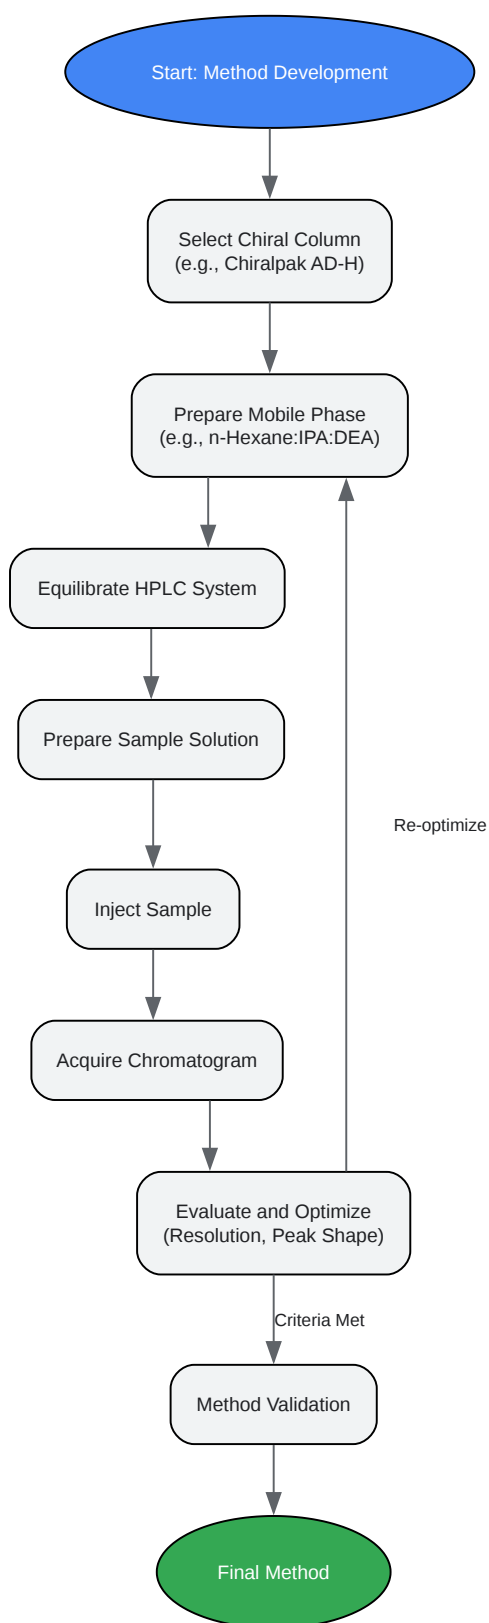 Start: Method Development
Select Chiral Column
(e.g., Chiralpak AD-H)
Prepare Mobile Phase
(e.g., n-Hexane:IPA:DEA)
Equilibrate HPLC System
Prepare Sample Solution
Re-optimize
Inject Sample
Acquire Chromatogram
Evaluate and Optimize
(Resolution, Peak Shape)
Criteria Met
Method Validation
Final Method